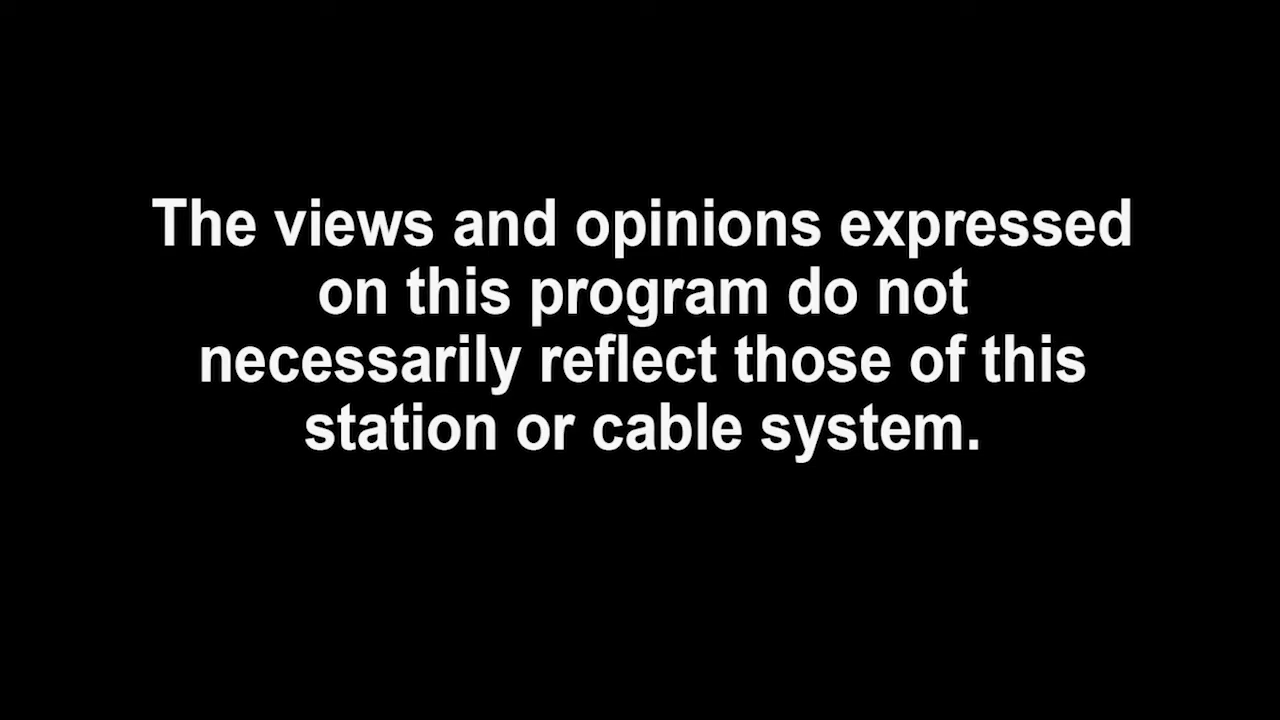 The views and opinions expressed
on this program do not
necessarily reflect those of this
station or cable system.